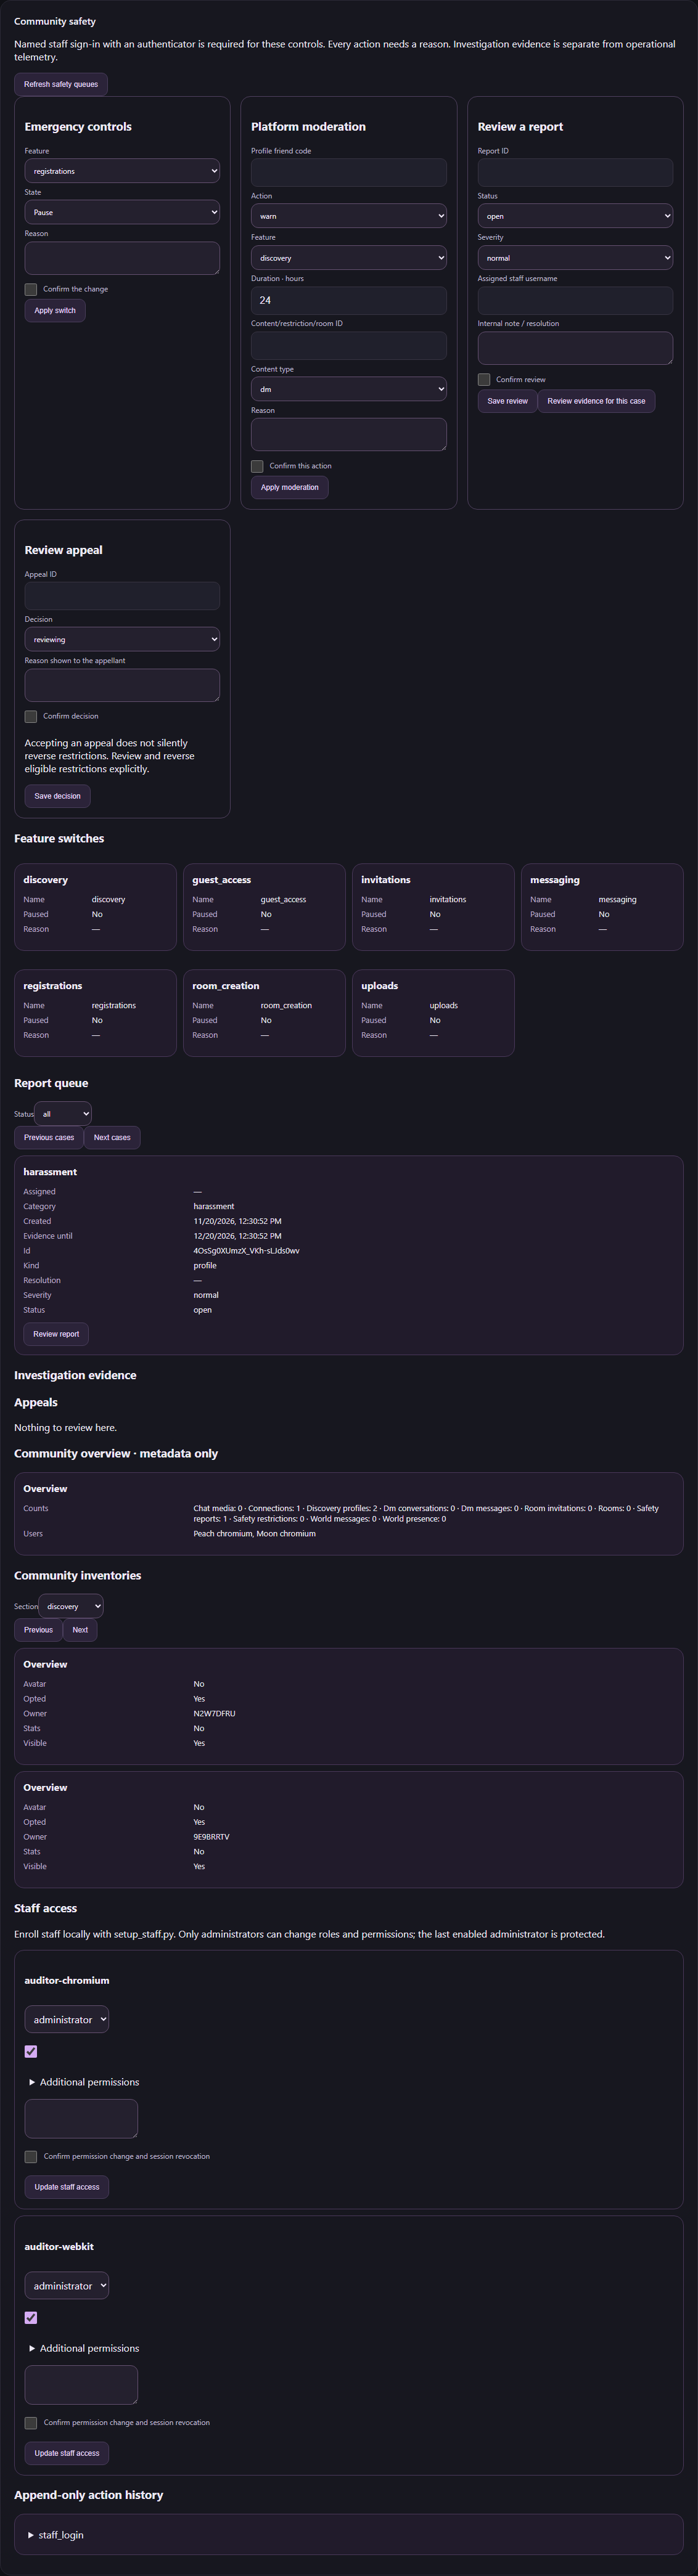 Community safety
Named staff sign-in with an authenticator is required for these controls. Every action needs a reason. Investigation evidence is separate from operational
telemetry.
Refresh safety queues
Emergency controls
Feature
registrations
State
Pause
Reason
Confirm the change
Apply switch
Platform moderation
Profile friend code
Action
warn
Feature
discovery
Duration · hours
24
Content/restriction/room ID
Content type
dm
Reason
Confirm this action
Apply moderation
Review a report
Report ID
Status
open
Severity
normal
Assigned staff username
Internal note / resolution
Confirm review
Save review
Review evidence for this case
Review appeal
Appeal ID
Decision
reviewing
Reason shown to the appellant
Confirm decision
Accepting an appeal does not silently
reverse restrictions. Review and reverse
eligible restrictions explicitly.
Save decision
Feature switches
discovery
Name discovery
Paused No
Reason —
guest_access
Name guest_access
Paused No
Reason —
invitations
Name invitations
Paused No
Reason —
messaging
Name messaging
Paused No
Reason —
registrations
Name registrations
Paused No
Reason —
room_creation
Name room_creation
Paused No
Reason —
uploads
Name uploads
Paused No
Reason —
Report queue
Status all
Previous cases Next cases
harassment
Assigned —
Category harassment
Created 11/20/2026, 12:30:52 PM
Evidence until 12/20/2026, 12:30:52 PM
Id 4OsSg0XUmzX_VKh-sLJds0wv
Kind profile
Resolution —
Severity normal
Status open
Review report
Investigation evidence
Appeals
Nothing to review here.
Community overview · metadata only
Overview
Counts Chat media: 0 · Connections: 1 · Discovery profiles: 2 · Dm conversations: 0 · Dm messages: 0 · Room invitations: 0 · Rooms: 0 · Safety
reports: 1 · Safety restrictions: 0 · World messages: 0 · World presence: 0
Users Peach chromium, Moon chromium
Community inventories
Section discovery
Previous Next
Overview
Avatar No
Opted Yes
Owner N2W7DFRU
Stats No
Visible Yes
Overview
Avatar No
Opted Yes
Owner 9E9BRRTV
Stats No
Visible Yes
Staff access
Enroll staff locally with setup_staff.py. Only administrators can change roles and permissions; the last enabled administrator is protected.
auditor-chromium
administrator
Additional permissions
Confirm permission change and session revocation
Update staff access
auditor-webkit
administrator
Additional permissions
Confirm permission change and session revocation
Update staff access
Append-only action history
staff_login